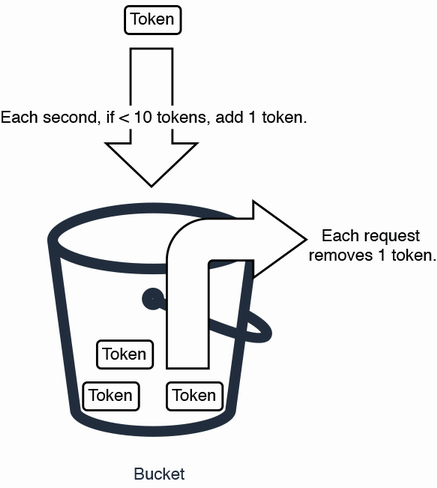 Token
Each second, if < 10 tokens, add 1 token.
Each request
removes 1 token.
Token
Token
Token
Bucket